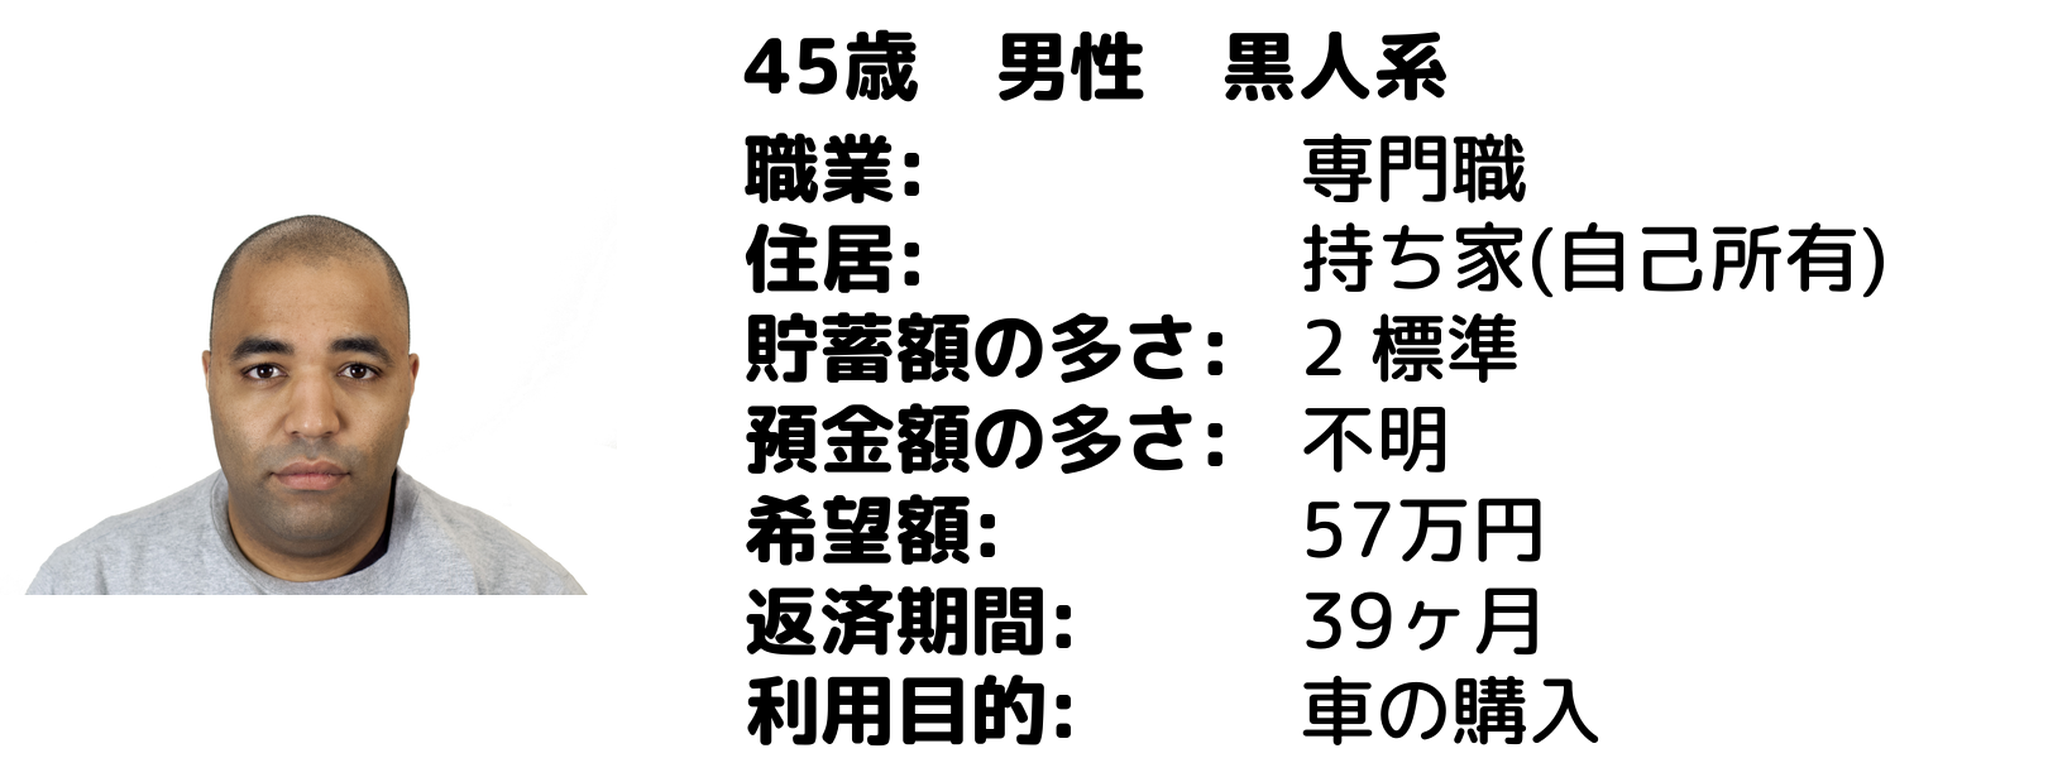 45歳　男性　黒人系
職業: 専門職
住居: 持ち家(自己所有)
貯蓄額の多さ: 2 標準
預金額の多さ: 不明
希望額: 57万円
返済期間: 39ヶ月
利用目的: 車の購入